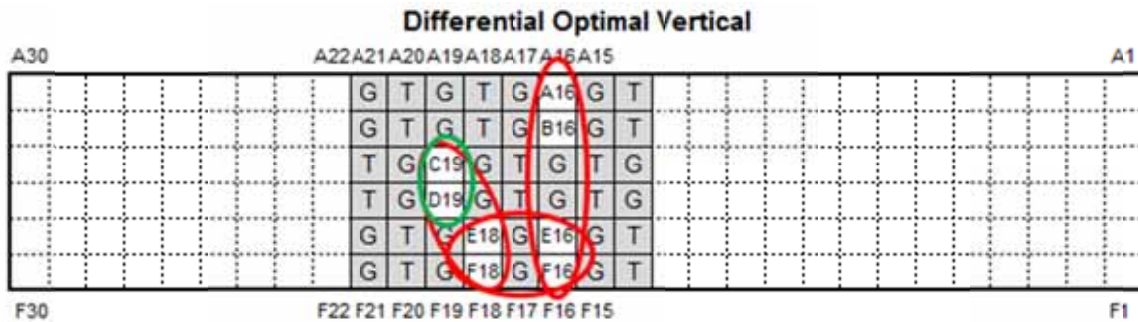 Differential Optimal Vertical
A30 A22 A21 A20 A19 A18 A17 A16 A15 A1
G T G T G A16 G T
G T G T G B16 G T
T G C19 G T G T G
T G D19 G T G T G
G T G E18 G E16 G T
G T G F18 G F16 G T
F30 F22 F21 F20 F19 F18 F17 F16 F15 F1